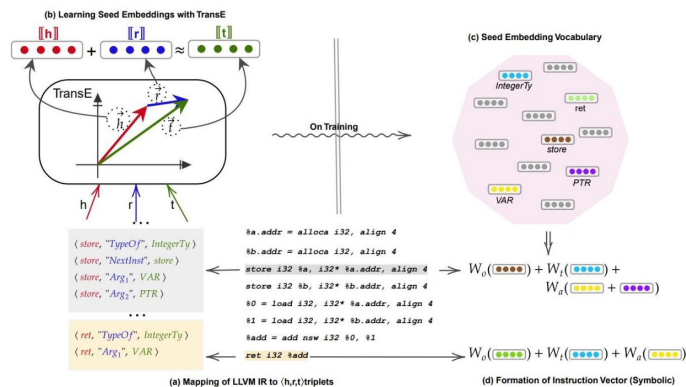 (b) Learning Seed Embeddings with TransE
⟦h⟧ ⟦r⟧ ⟦t⟧
+ ≈
TransE
r⃗
h⃗
t⃗
h r t
On Training
(c) Seed Embedding Vocabulary
IntegerTy
ret
store
PTR
VAR
...
⟨ store, "TypeOf", IntegerTy ⟩
⟨ store, "NextInst", store ⟩
⟨ store, "Arg₁", VAR ⟩
⟨ store, "Arg₂", PTR ⟩
...
⟨ ret, "TypeOf", IntegerTy ⟩
⟨ ret, "Arg₁", VAR ⟩
%a.addr = alloca i32, align 4
%b.addr = alloca i32, align 4
store i32 %a, i32* %a.addr, align 4
store i32 %b, i32* %b.addr, align 4
%0 = load i32, i32* %a.addr, align 4
%1 = load i32, i32* %b.addr, align 4
%add = add nsw i32 %0, %1
ret i32 %add
Wₒ( ) + Wₜ( ) +
Wₐ( + )
Wₒ( ) + Wₜ( ) + Wₐ( )
(a) Mapping of LLVM IR to ⟨h,r,t⟩triplets
(d) Formation of Instruction Vector (Symbolic)